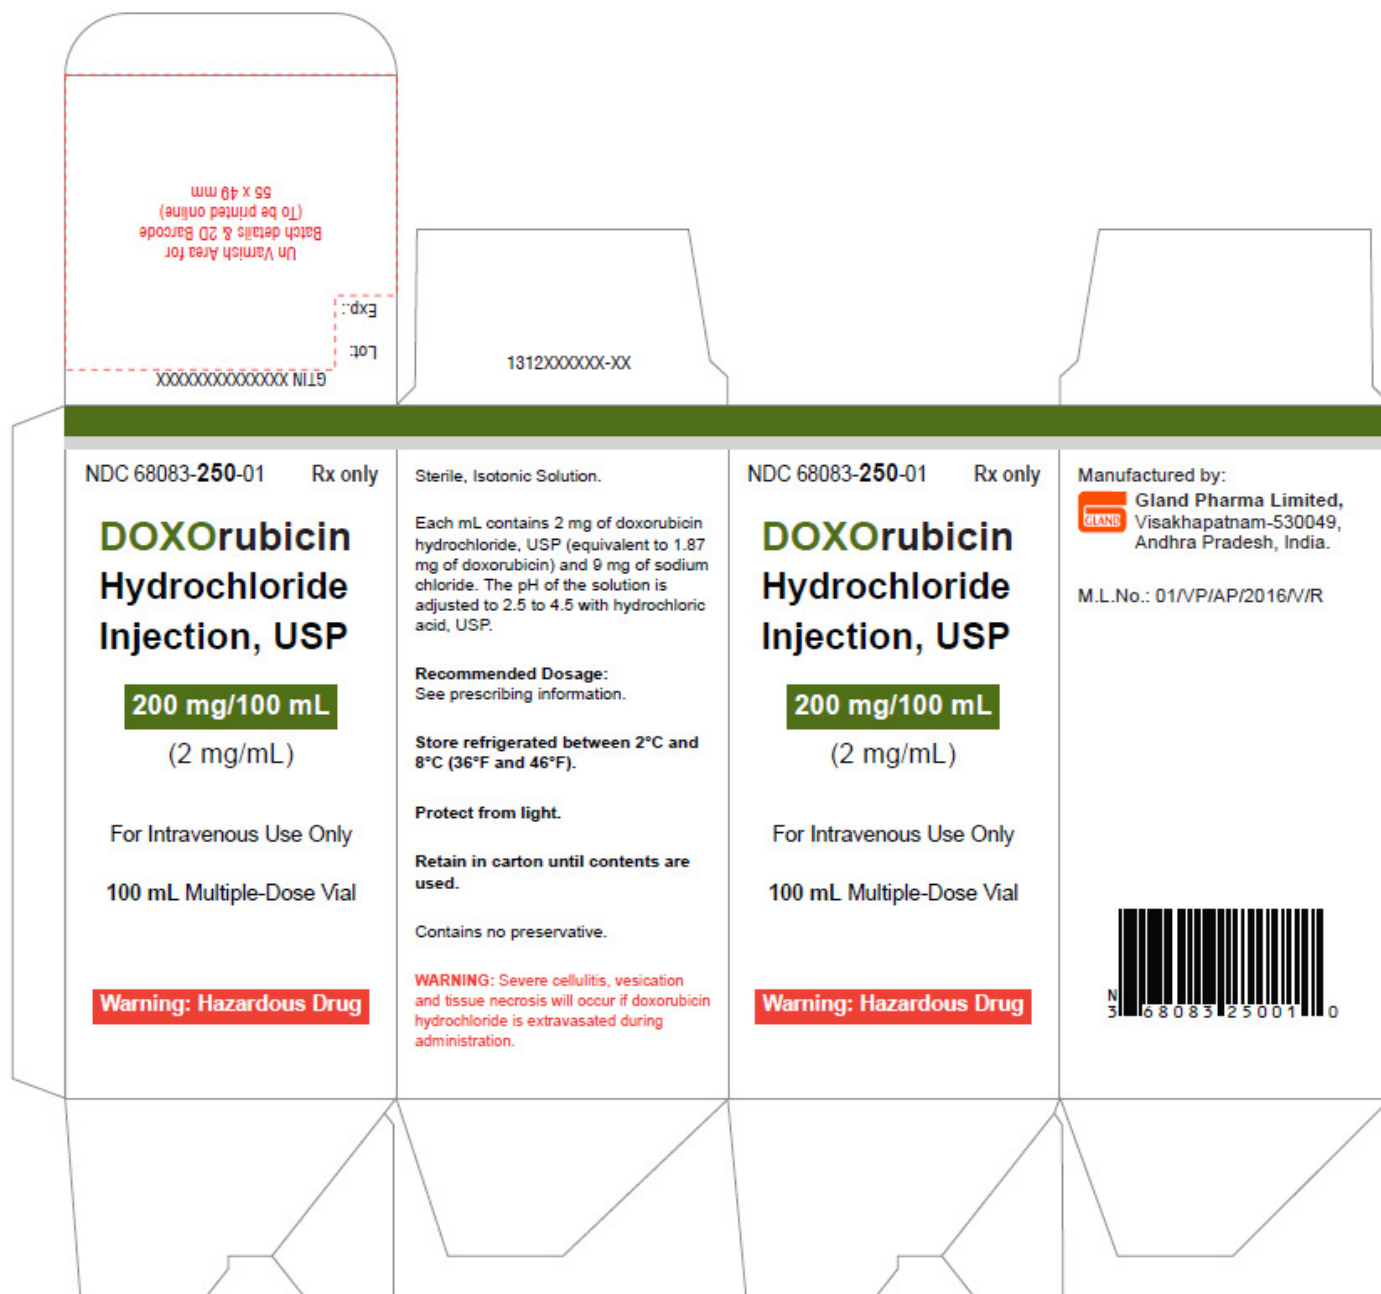 Un Varnish Area for
Batch details & 2D Barcode
(To be printed online)
55 x 49 mm
Exp.:
Lot:
GTIN XXXXXXXXXXXXXX
1312XXXXXX-XX
NDC 68083-250-01 Rx only
DOXOrubicin
Hydrochloride
Injection, USP
200 mg/100 mL
(2 mg/mL)
For Intravenous Use Only
100 mL Multiple-Dose Vial
Warning: Hazardous Drug
Sterile, Isotonic Solution.
Each mL contains 2 mg of doxorubicin
hydrochloride, USP (equivalent to 1.87
mg of doxorubicin) and 9 mg of sodium
chloride. The pH of the solution is
adjusted to 2.5 to 4.5 with hydrochloric
acid, USP.
Recommended Dosage:
See prescribing information.
Store refrigerated between 2°C and
8°C (36°F and 46°F).
Protect from light.
Retain in carton until contents are
used.
Contains no preservative.
WARNING: Severe cellulitis, vesication
and tissue necrosis will occur if doxorubicin
hydrochloride is extravasated during
administration.
NDC 68083-250-01 Rx only
DOXOrubicin
Hydrochloride
Injection, USP
200 mg/100 mL
(2 mg/mL)
For Intravenous Use Only
100 mL Multiple-Dose Vial
Warning: Hazardous Drug
Manufactured by:
GLAND
Gland Pharma Limited,
Visakhapatnam-530049,
Andhra Pradesh, India.
M.L.No.: 01/VP/AP/2016/V/R
N
3 68083 25001 0